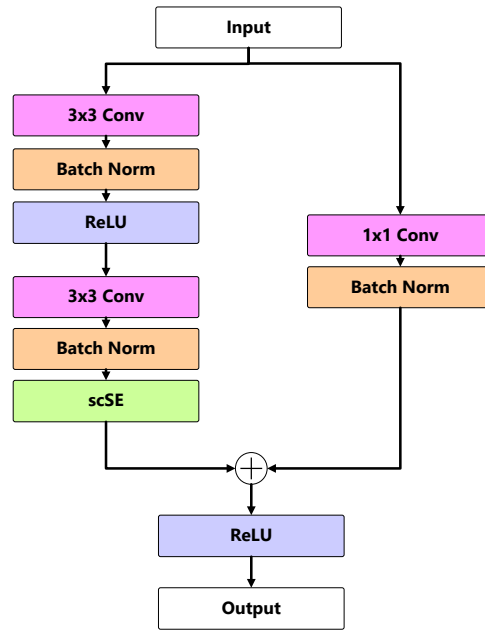 Input
3x3 Conv
Batch Norm
ReLU
3x3 Conv
Batch Norm
scSE
1x1 Conv
Batch Norm
ReLU
Output